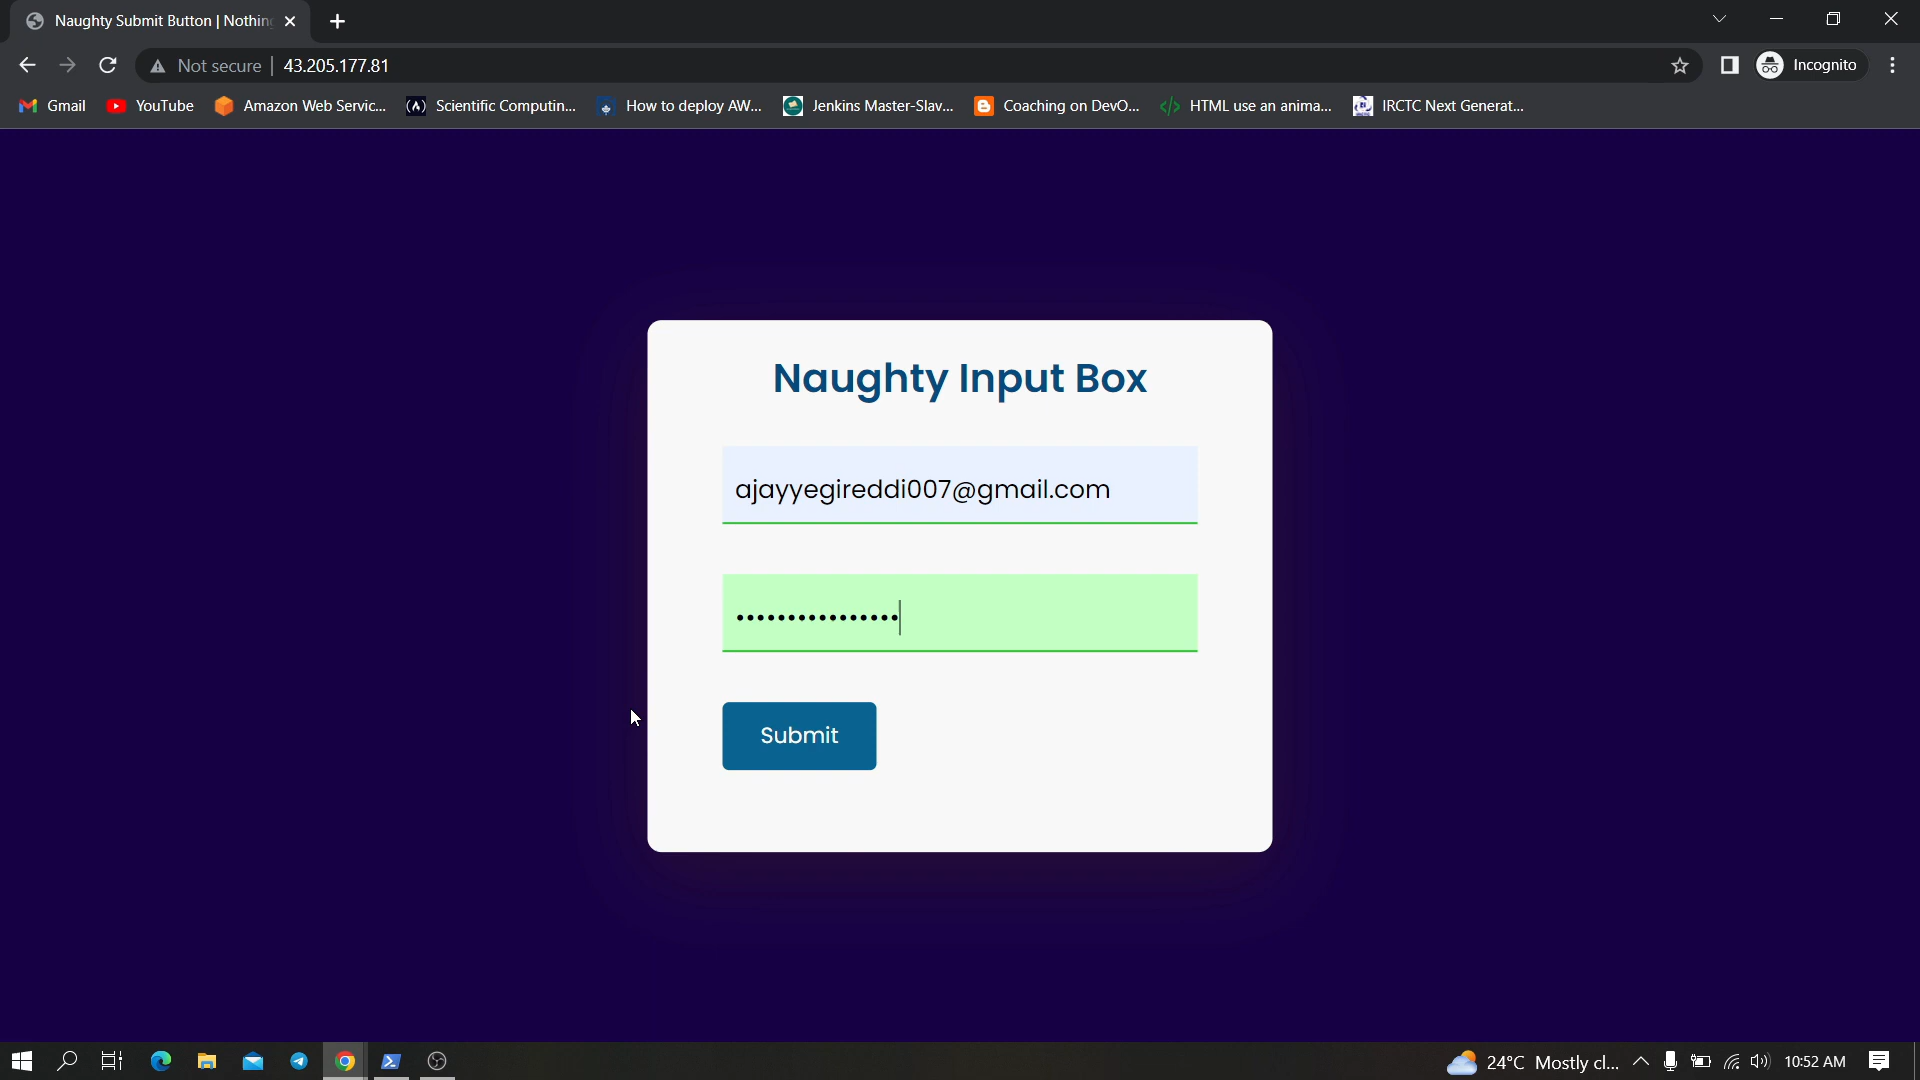 Naughty Submit Button | Nothin
Not secure
43.205.177.81
Incognito
Gmail
YouTube
Amazon Web Servic...
Scientific Computin...
How to deploy AW...
Jenkins Master-Slav...
Coaching on DevO...
HTML use an anima...
IRCTC Next Generat...
Naughty Input Box
ajayyegireddi007@gmail.com
••••••••••••••••
Submit
24°C Mostly cl...
10:52 AM